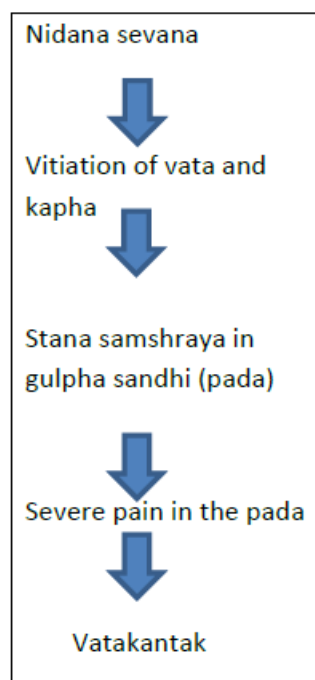 Nidana sevana
Vitiation of vata and
kapha
Stana samshraya in
gulpha sandhi (pada)
Severe pain in the pada
Vatakantak